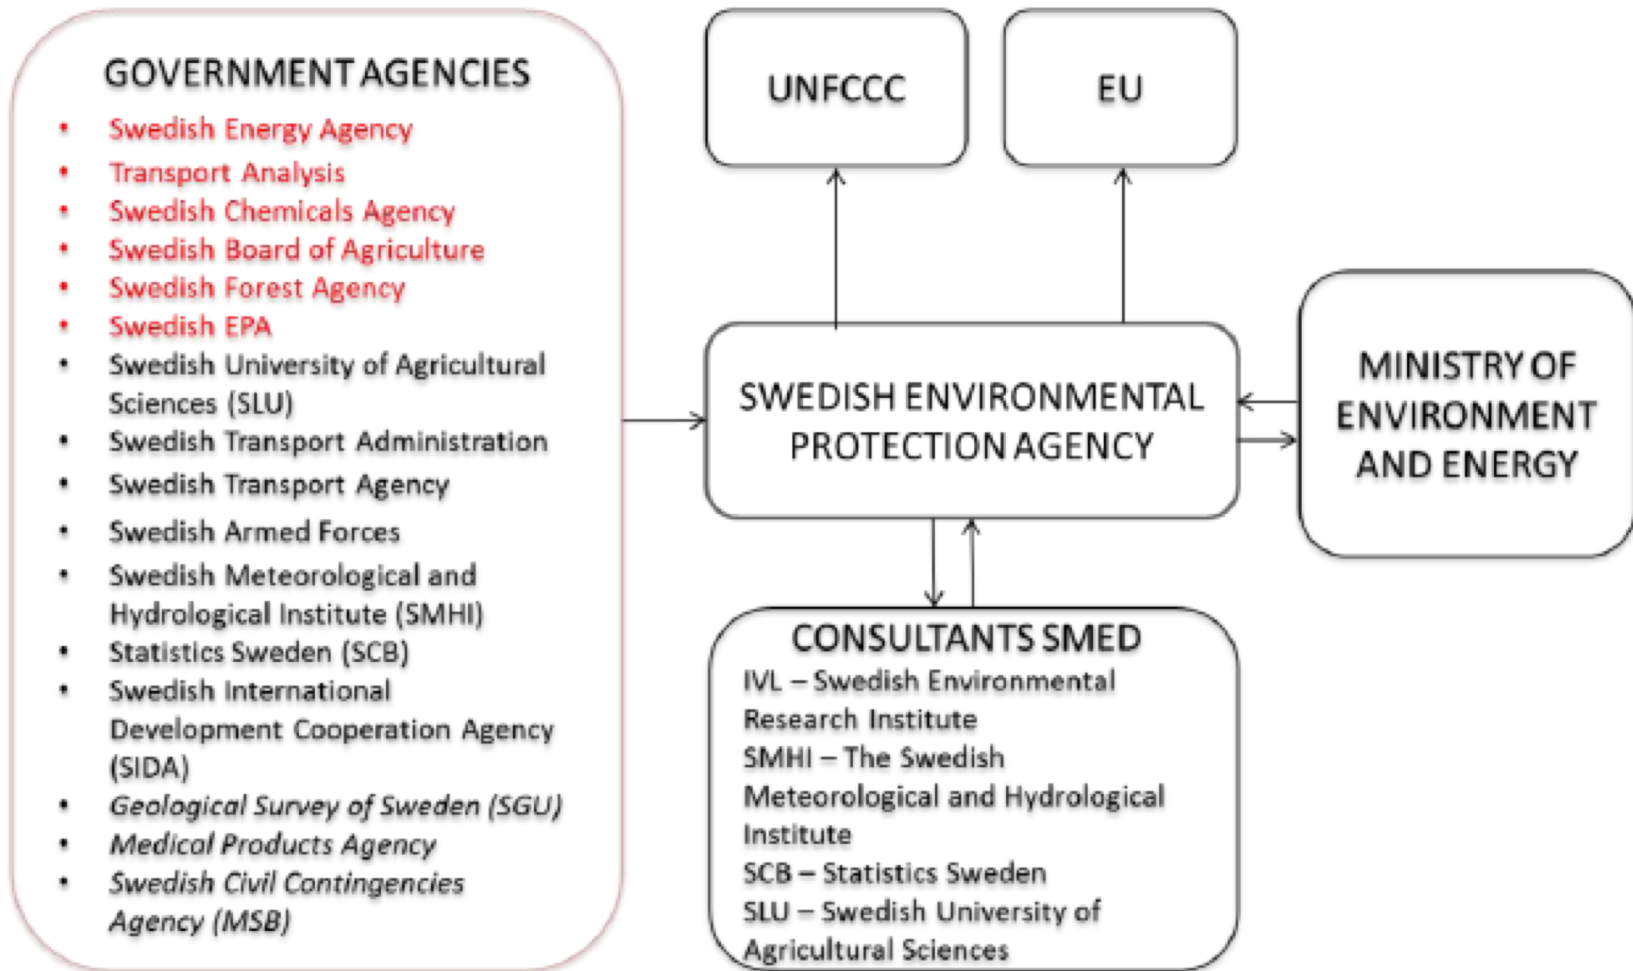 GOVERNMENT AGENCIES
• Swedish Energy Agency
• Transport Analysis
• Swedish Chemicals Agency
• Swedish Board of Agriculture
• Swedish Forest Agency
• Swedish EPA
• Swedish University of Agricultural
Sciences (SLU)
• Swedish Transport Administration
• Swedish Transport Agency
• Swedish Armed Forces
• Swedish Meteorological and
Hydrological Institute (SMHI)
• Statistics Sweden (SCB)
• Swedish International
Development Cooperation Agency
(SIDA)
• Geological Survey of Sweden (SGU)
• Medical Products Agency
• Swedish Civil Contingencies
Agency (MSB)
UNFCCC
EU
SWEDISH ENVIRONMENTAL
PROTECTION AGENCY
MINISTRY OF
ENVIRONMENT
AND ENERGY
CONSULTANTS SMED
IVL – Swedish Environmental
Research Institute
SMHI – The Swedish
Meteorological and Hydrological
Institute
SCB – Statistics Sweden
SLU – Swedish University of
Agricultural Sciences